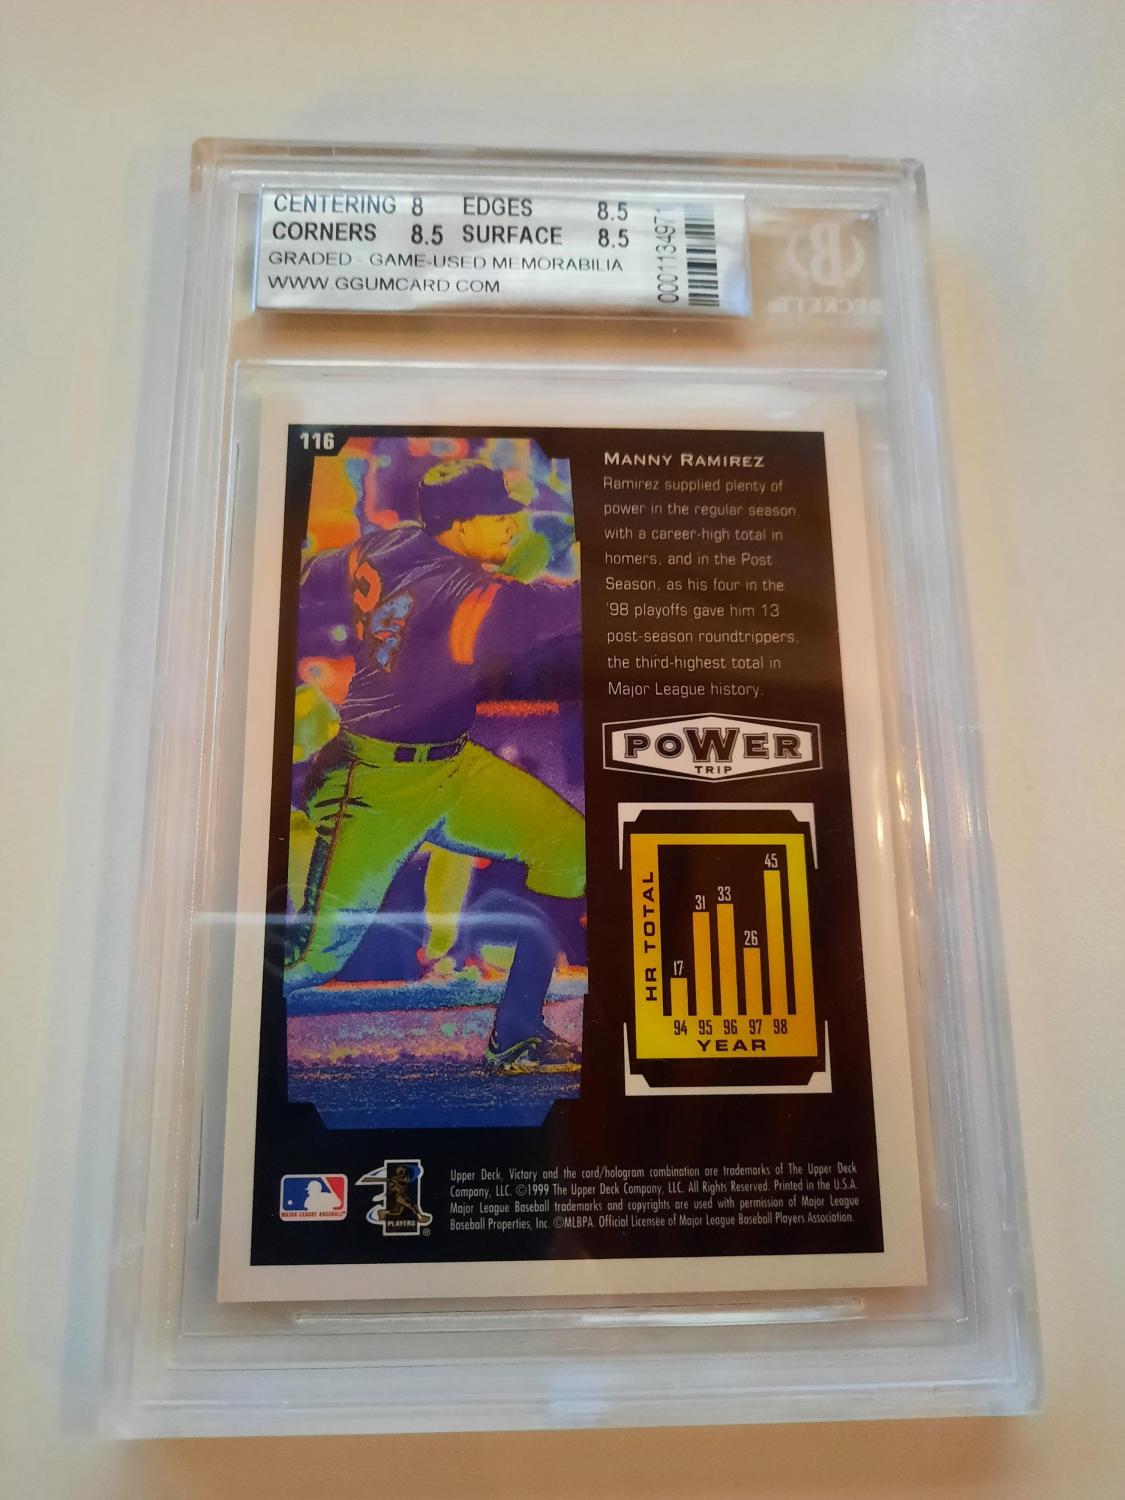 CENTERING 8 EDGES 8.5
CORNERS 8.5 SURFACE 8.5
GRADED - GAME-USED MEMORABILIA
WWW.GGUMCARD.COM
0001134971
BECKETT
116
MANNY RAMIREZ
Ramirez supplied plenty of
power in the regular season,
with a career-high total in
homers, and in the Post
Season, as his four in the
'98 playoffs gave him 13
post-season roundtrippers,
the third-highest total in
Major League history.
POWER
TRIP
HR TOTAL
17 31 33 26 45
94 95 96 97 98
YEAR
MAJOR LEAGUE BASEBALL
PLAYERS
Upper Deck, Victory and the card/hologram combination are trademarks of The Upper Deck
Company, LLC. ©1999 The Upper Deck Company, LLC. All Rights Reserved. Printed in the U.S.A.
Major League Baseball trademarks and copyrights are used with permission of Major League
Baseball Properties, Inc. ©MLBPA. Official Licensee of Major League Baseball Players Association.